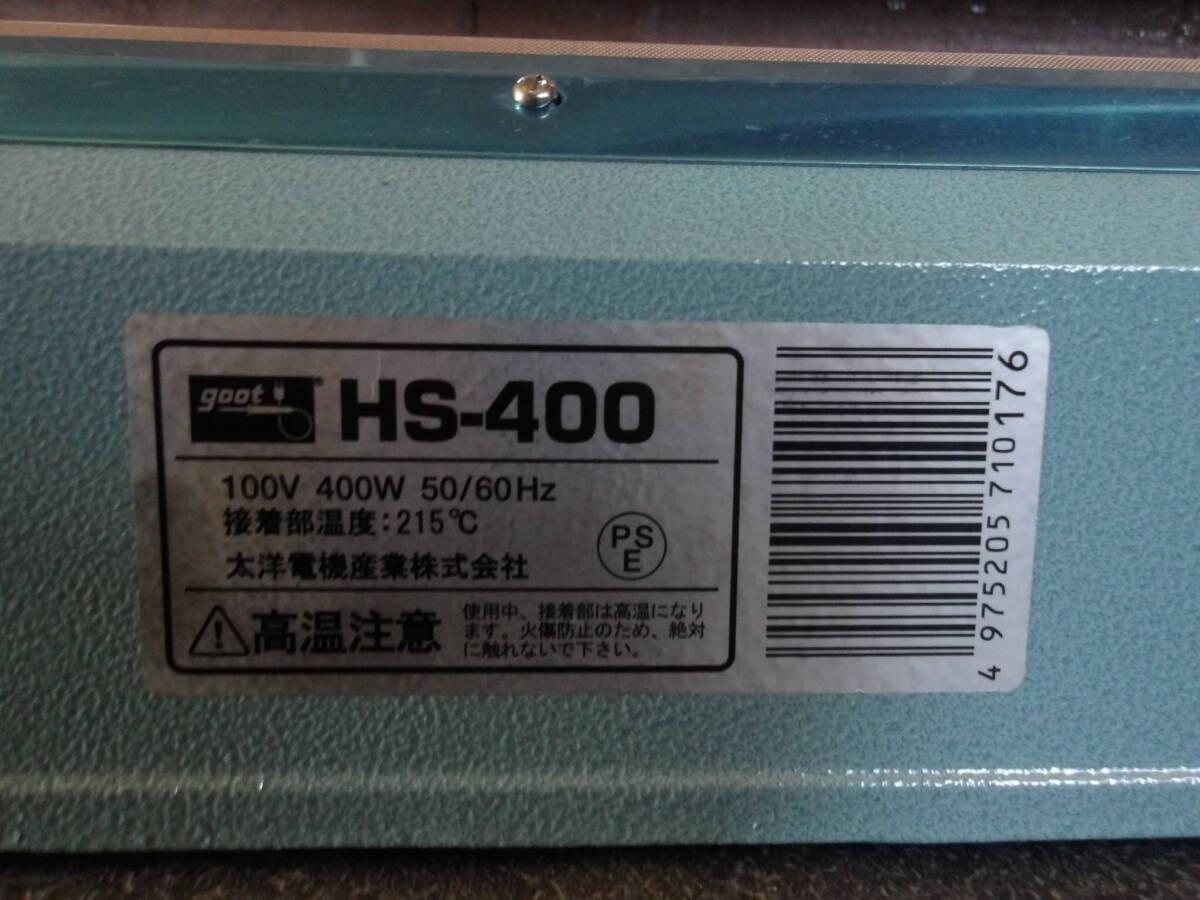 goot® HS-400
100V 400W 50/60Hz
接着部温度:215℃
太洋電機産業株式会社
PS
E
高温注意
使用中、接着部は高温になり
ます。火傷防止のため、絶対
に触れないで下さい。
4 975205 710176